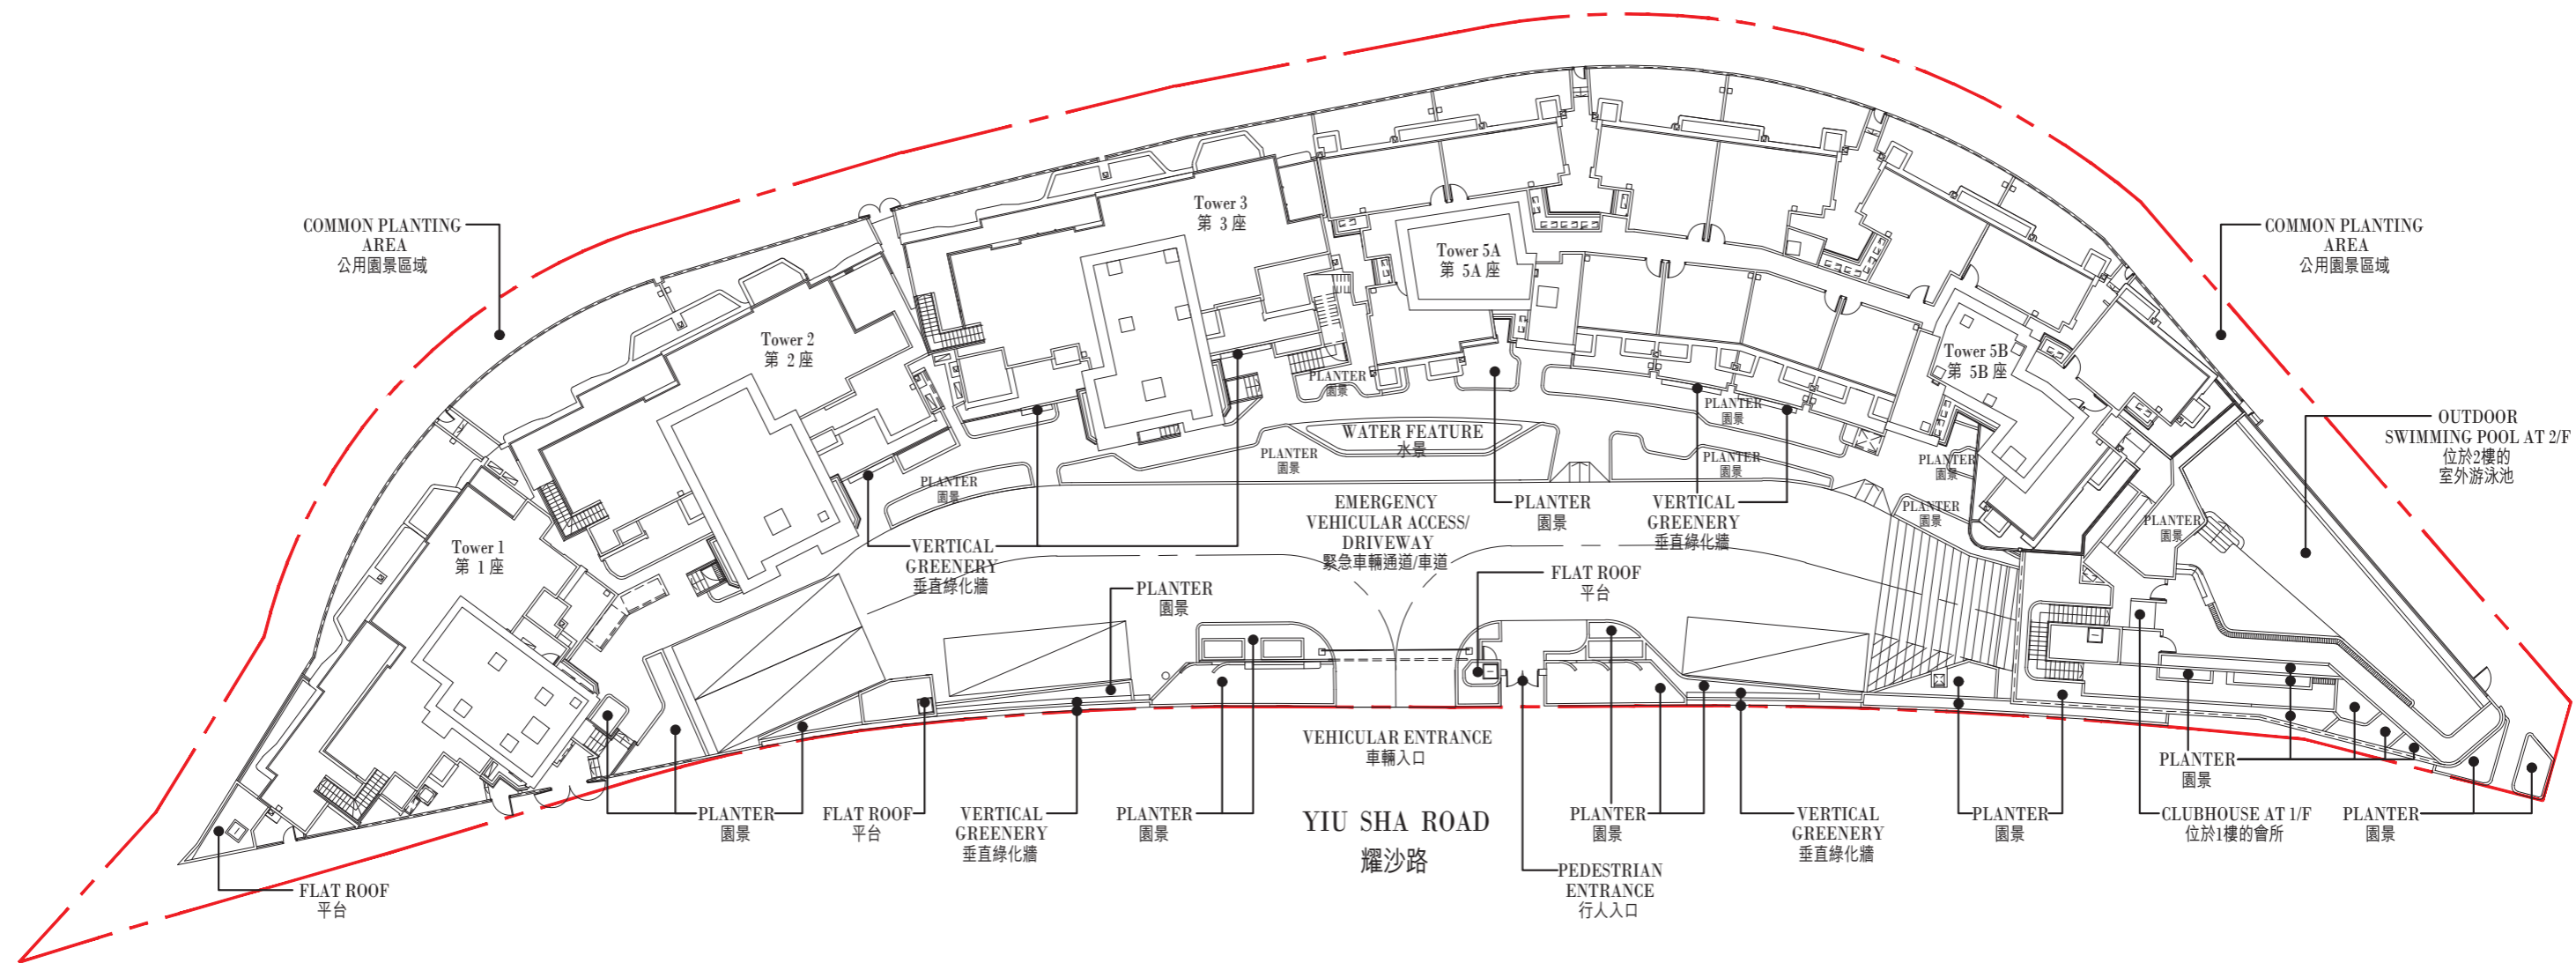 COMMON PLANTING
AREA
公用園景區域
Tower 3
第 3 座
Tower 5A
第 5A 座
COMMON PLANTING
AREA
公用園景區域
Tower 2
第 2 座
Tower 5B
第 5B 座
PLANTER
園景
PLANTER
園景
WATER FEATURE
水景
PLANTER
園景
PLANTER
園景
PLANTER
園景
PLANTER
園景
OUTDOOR
SWIMMING POOL AT 2/F
位於2樓的
室外游泳池
EMERGENCY
VEHICULAR ACCESS/
DRIVEWAY
緊急車輛通道/車道
PLANTER
園景
VERTICAL
GREENERY
垂直綠化牆
PLANTER
園景
PLANTER
園景
Tower 1
第 1 座
VERTICAL
GREENERY
垂直綠化牆
PLANTER
園景
FLAT ROOF
平台
VEHICULAR ENTRANCE
車輛入口
PLANTER
園景
PLANTER
園景
FLAT ROOF
平台
VERTICAL
GREENERY
垂直綠化牆
PLANTER
園景
YIU SHA ROAD
耀沙路
PLANTER
園景
VERTICAL
GREENERY
垂直綠化牆
PLANTER
園景
CLUBHOUSE AT 1/F
位於1樓的會所
PLANTER
園景
FLAT ROOF
平台
PEDESTRIAN
ENTRANCE
行人入口